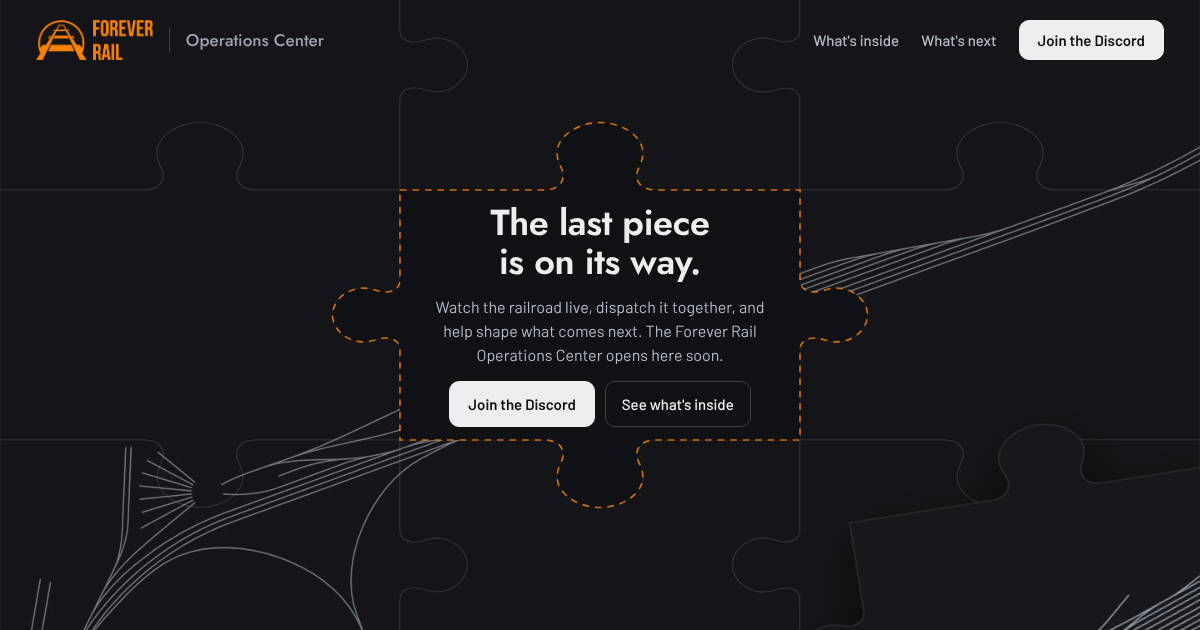 FOREVER
RAIL
Operations Center
What's inside
What's next
Join the Discord
The last piece
is on its way.
Watch the railroad live, dispatch it together, and
help shape what comes next. The Forever Rail
Operations Center opens here soon.
Join the Discord
See what's inside